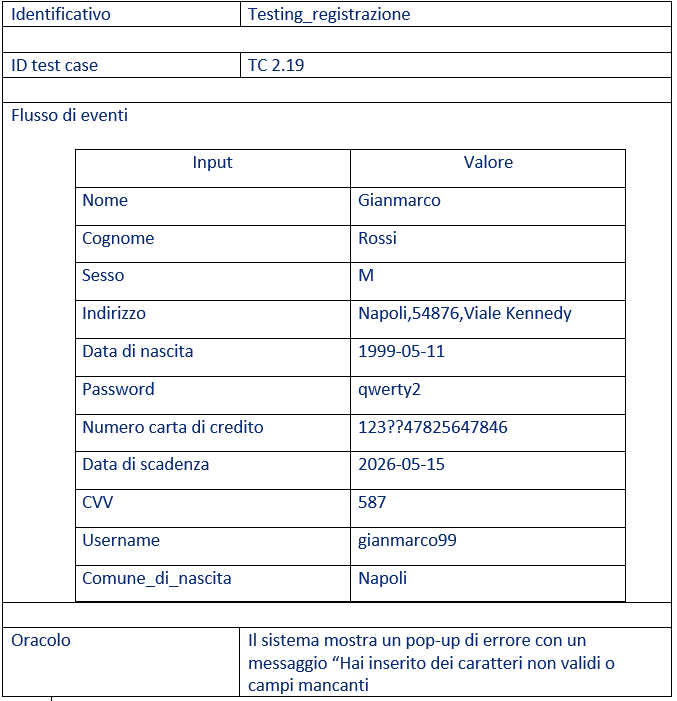 Identificativo Testing_registrazione
ID test case TC 2.19
Flusso di eventi
Input Valore
Nome Gianmarco
Cognome Rossi
Sesso M
Indirizzo Napoli,54876,Viale Kennedy
Data di nascita 1999-05-11
Password qwerty2
Numero carta di credito 123??47825647846
Data di scadenza 2026-05-15
CVV 587
Username gianmarco99
Comune_di_nascita Napoli
Oracolo Il sistema mostra un pop-up di errore con un
messaggio “Hai inserito dei caratteri non validi o
campi mancanti